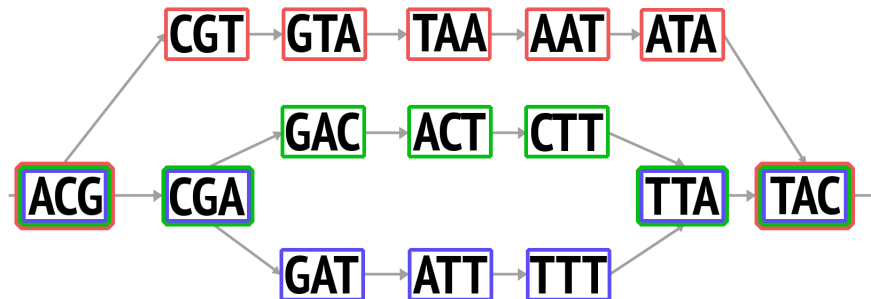 CGT GTA TAA AAT ATA
GAC ACT CTT
ACG CGA TTA TAC
GAT ATT TTT